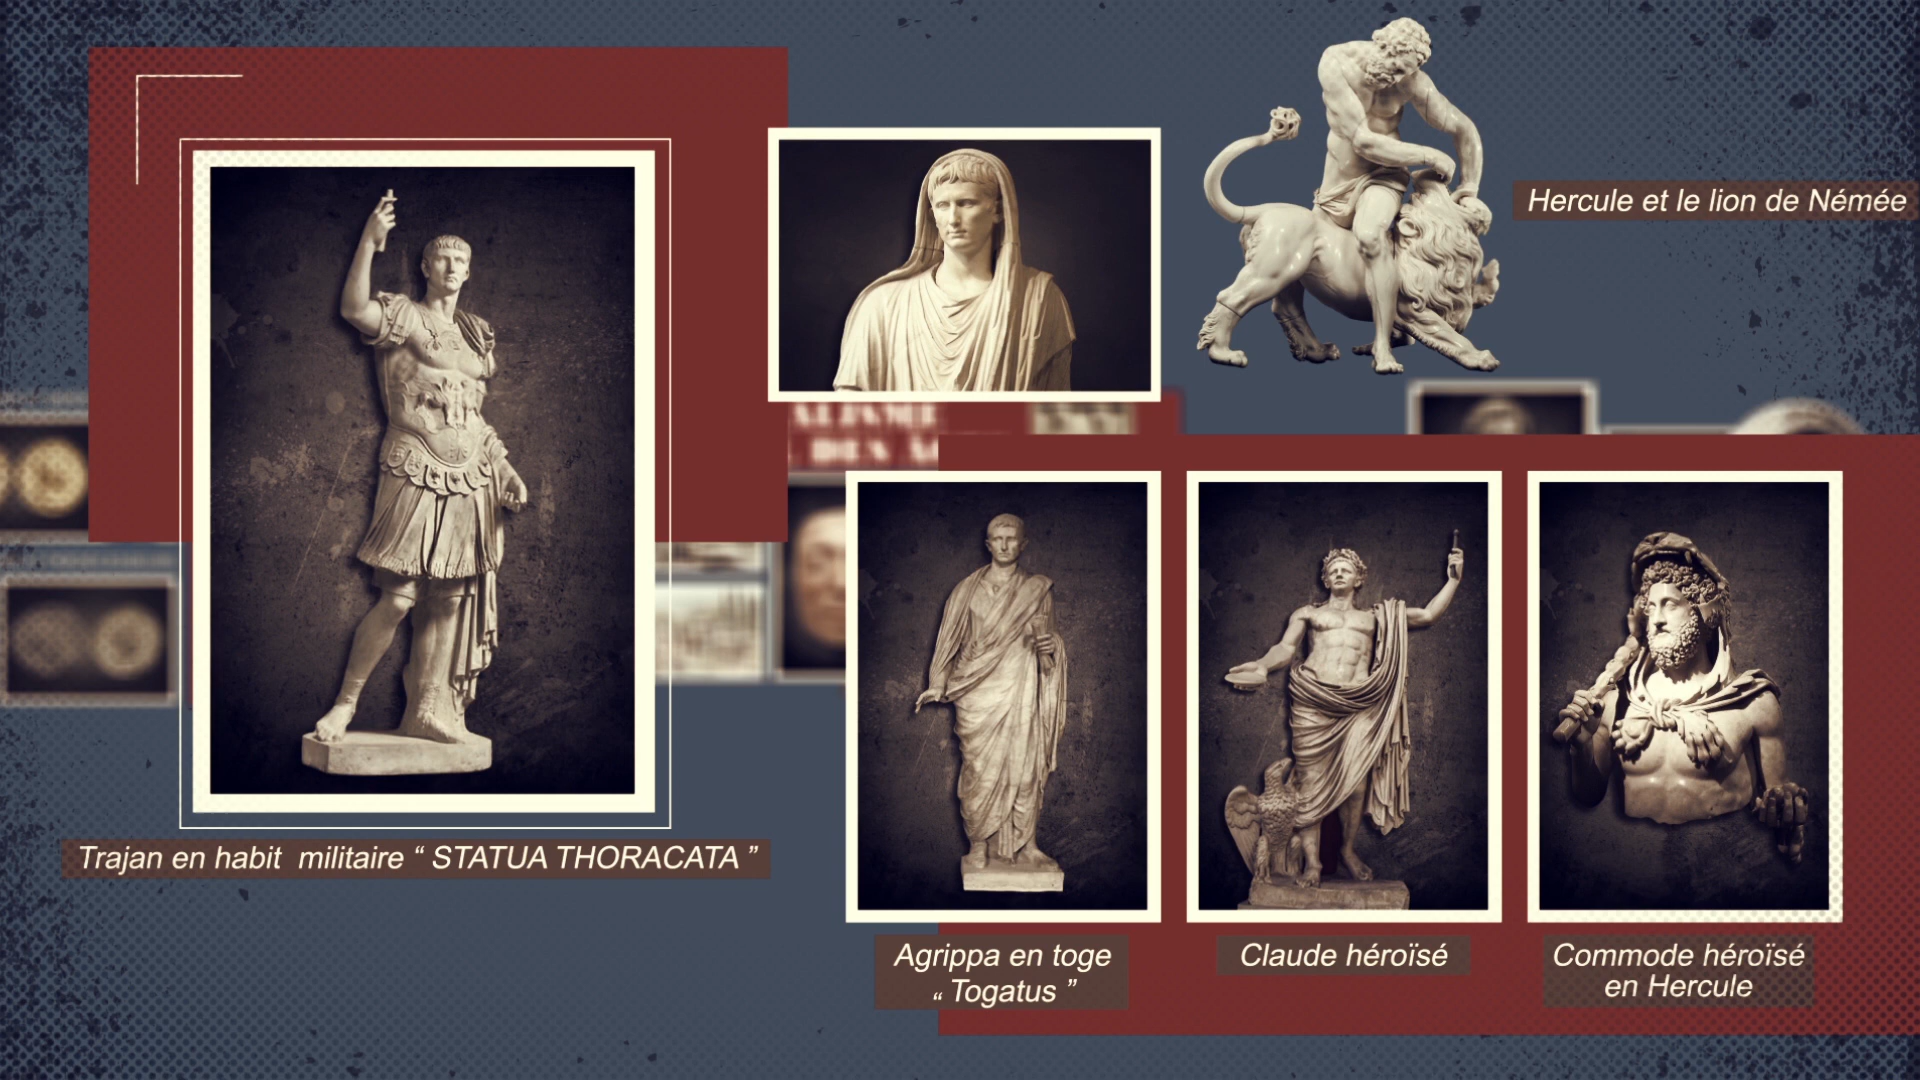 Hercule et le lion de Némée
Trajan en habit militaire “ STATUA THORACATA ”
Agrippa en toge
“ Togatus ”
Claude héroïsé
Commode héroïsé
en Hercule